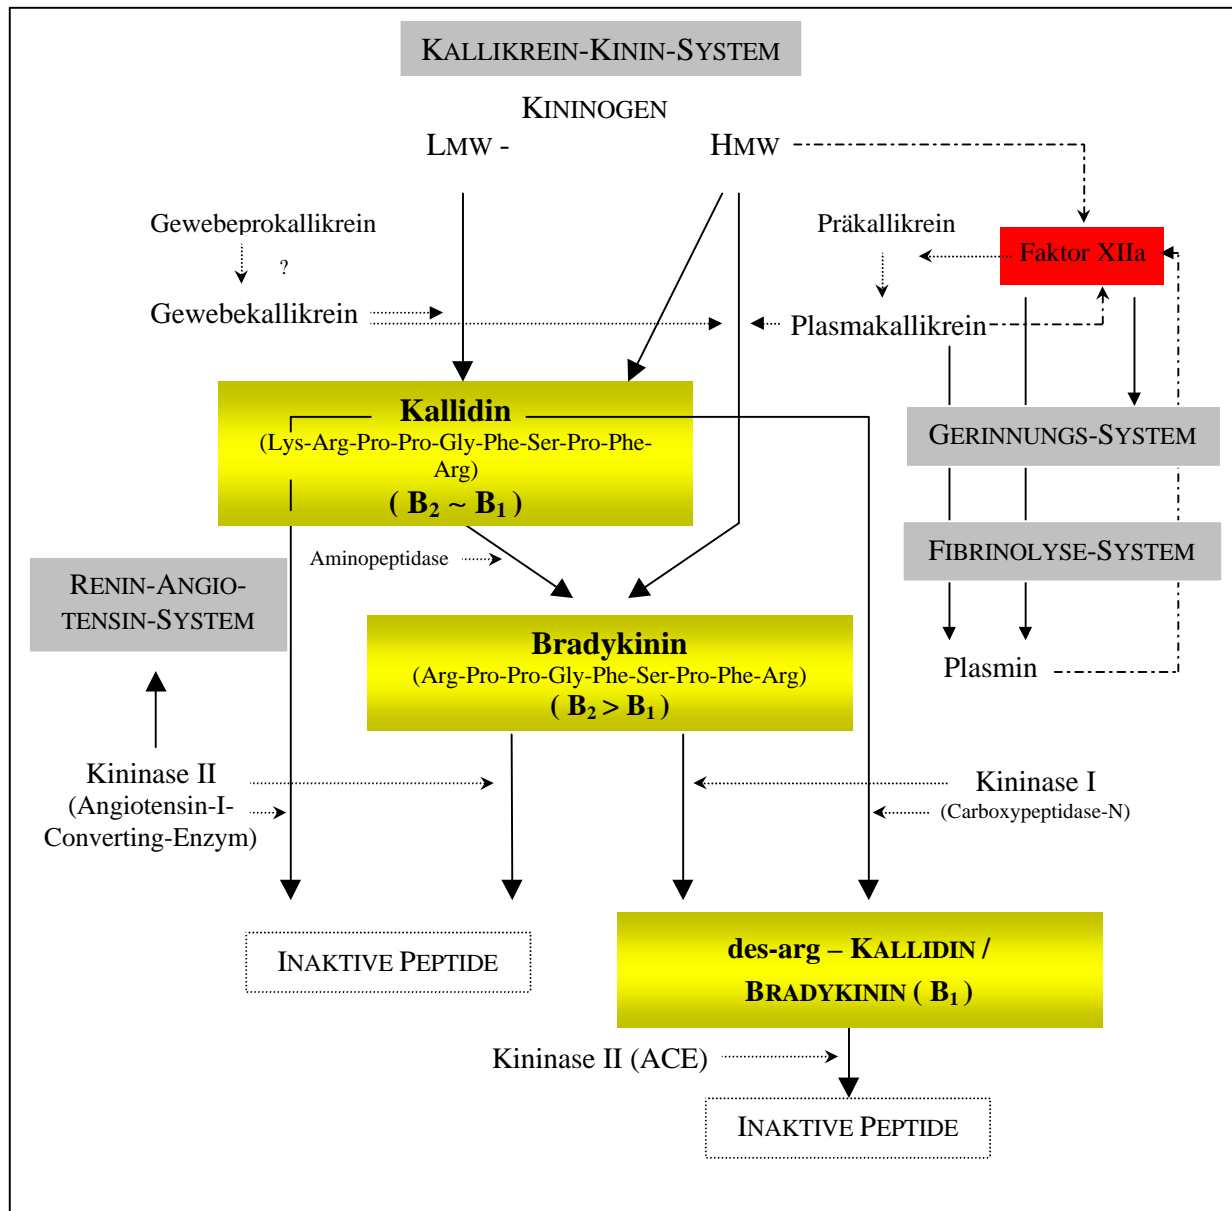 KALLIKREIN-KININ-SYSTEM
KININOGEN
LMW - HMW
Gewebeprokallikrein
Präkallikrein
Faktor XIIa
?
Gewebekallikrein
Plasmakallikrein
Kallidin
(Lys-Arg-Pro-Pro-Gly-Phe-Ser-Pro-Phe-
Arg)
( B2 ~ B1 )
GERINNUNGS-SYSTEM
Aminopeptidase
FIBRINOLYSE-SYSTEM
RENIN-ANGIO-
TENSIN-SYSTEM
Bradykinin
(Arg-Pro-Pro-Gly-Phe-Ser-Pro-Phe-Arg)
( B2 > B1 )
Plasmin
Kininase II
(Angiotensin-I-
Converting-Enzym)
Kininase I
(Carboxypeptidase-N)
INAKTIVE PEPTIDE
des-arg – KALLIDIN /
BRADYKININ ( B1 )
Kininase II (ACE)
INAKTIVE PEPTIDE